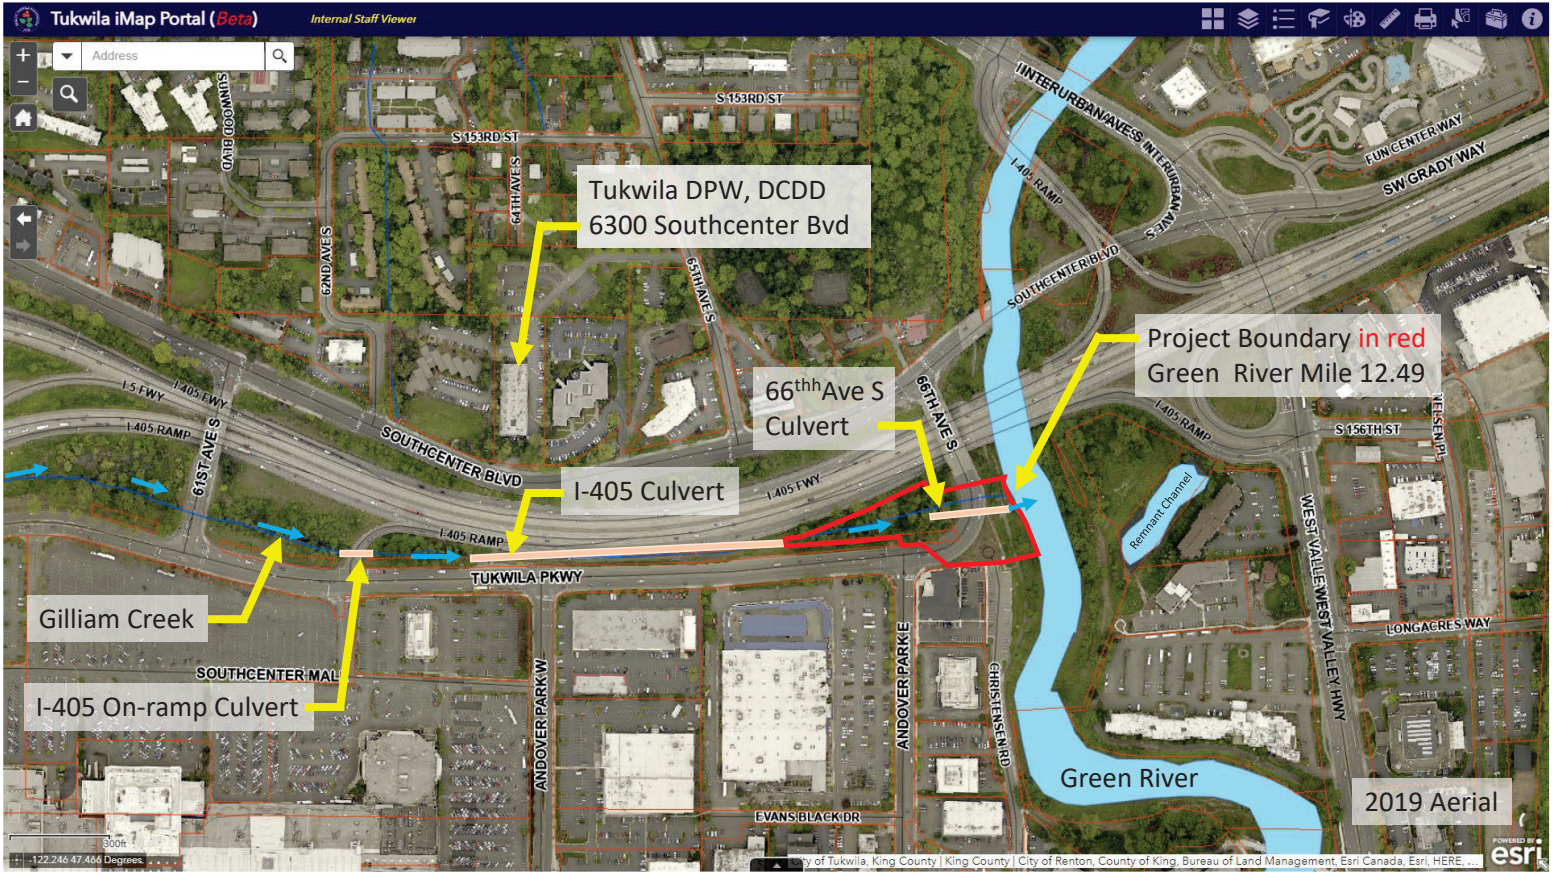 Tukwila iMap Portal (Beta)
Internal Staff Viewer
Address
S 153RD ST
INTERURBAN AVE S
INTERURBAN AVE S
FUN CENTER WAY
SW GRADY WAY
I-405 RAMP
SUNWOOD BLVD
S 153RD ST
64TH AVE S
62ND AVE S
65TH AVE S
Tukwila DPW, DCDD
6300 Southcenter Bvd
SOUTHCENTER BLVD
Project Boundary in red
Green River Mile 12.49
66thh Ave S
Culvert
66TH AVE S
I-5 FWY
I-405 FWY
I-405 RAMP
61ST AVE S
SOUTHCENTER BLVD
I-405 RAMP
I-405 Culvert
I-405 FWY
I-405 RAMP
S 156TH ST
NELSEN PL
Remnant Channel
TUKWILA PKWY
Gilliam Creek
SOUTHCENTER MALL
I-405 On-ramp Culvert
ANDOVER PARK W
ANDOVER PARK E
CHRISTENSEN RD
WEST VALLEY
WEST VALLEY HWY
LONGACRES WAY
Green River
2019 Aerial
EVANS BLACK DR
300ft
-122.246 47.466 Degrees
City of Tukwila, King County | King County | City of Renton, County of King, Bureau of Land Management, Esri Canada, Esri, HERE, ...
POWERED BY
esri